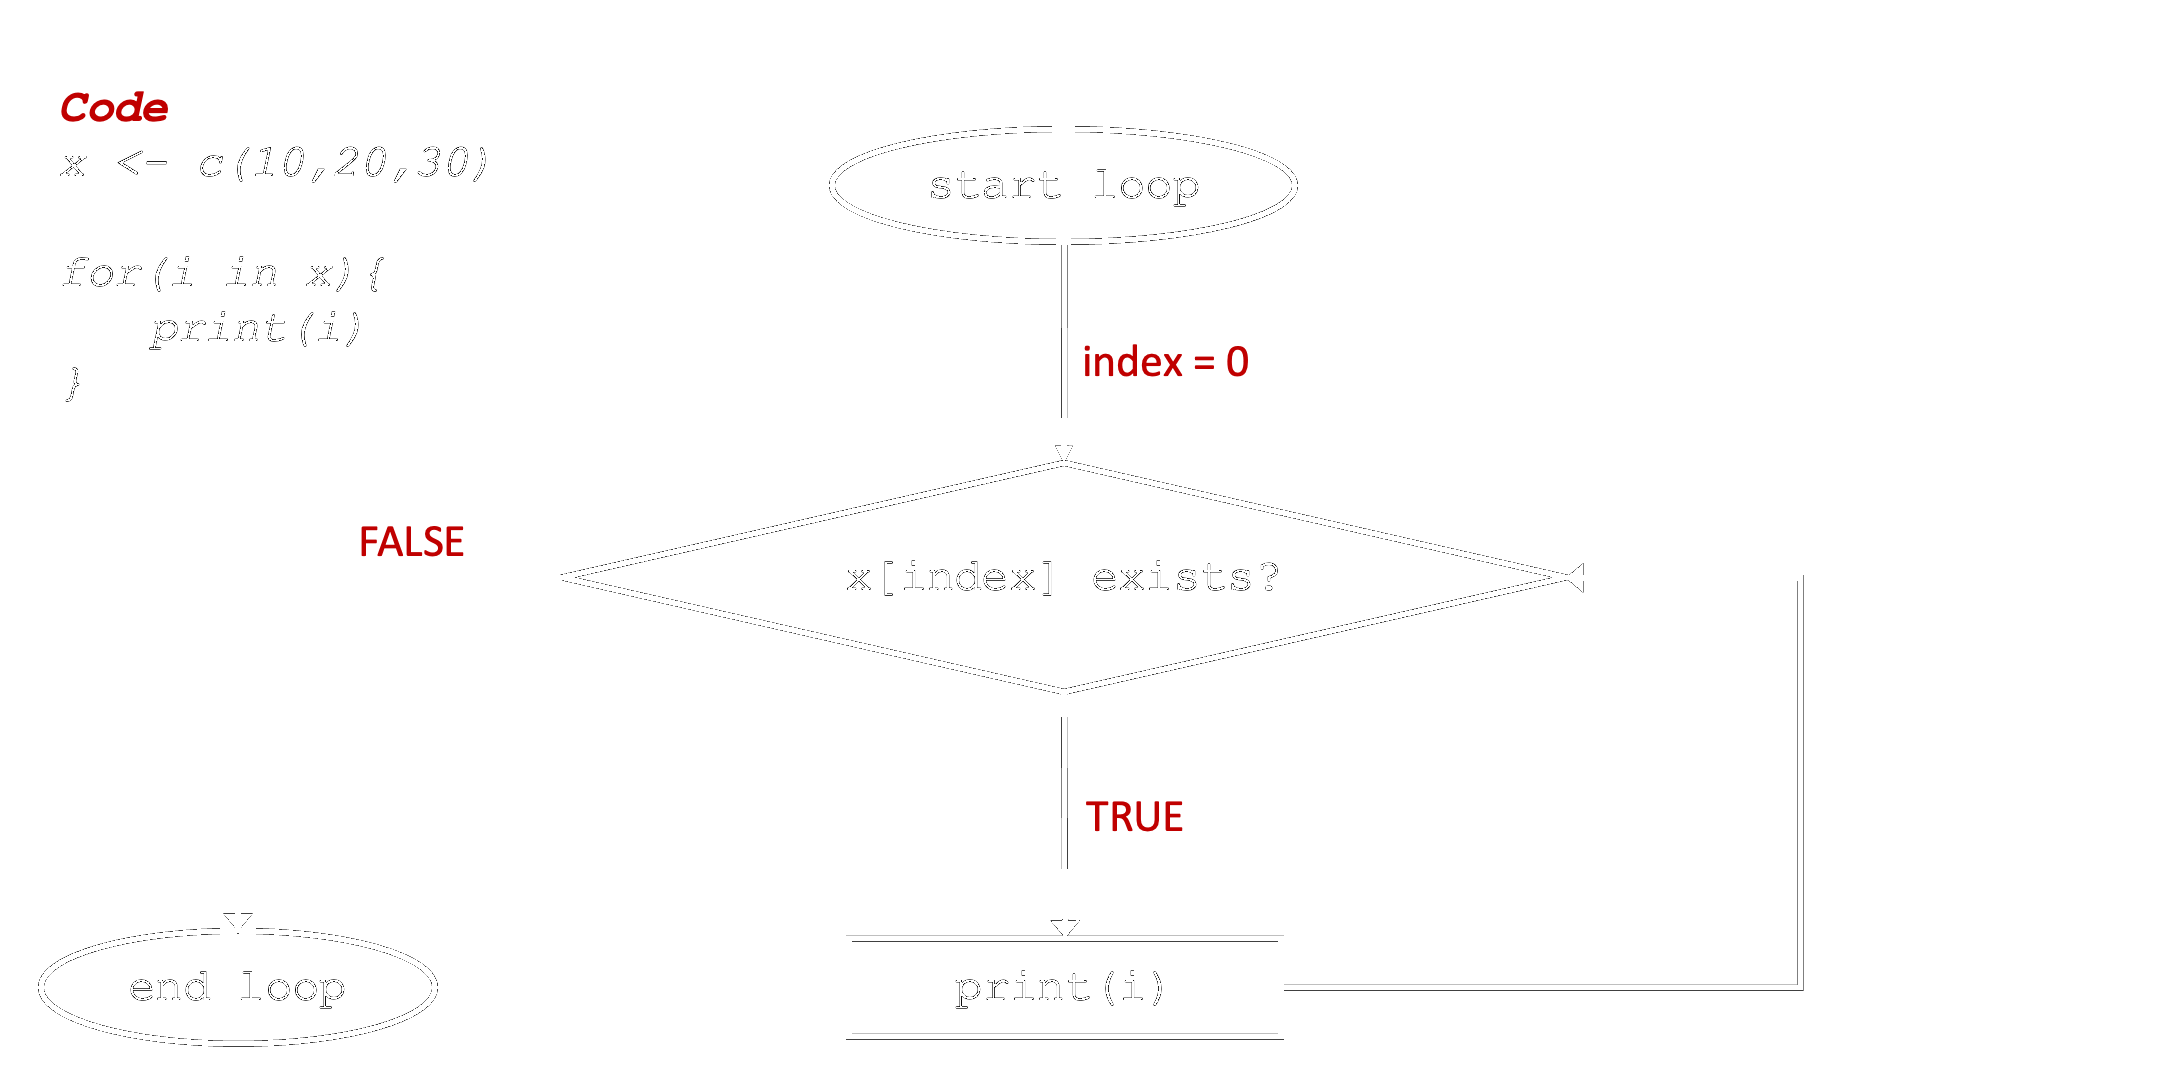 Code
x <- c(10,20,30)
for(i in x){
print(i)
}
start loop
index = 0
FALSE
x[index] exists?
TRUE
end loop
print(i)